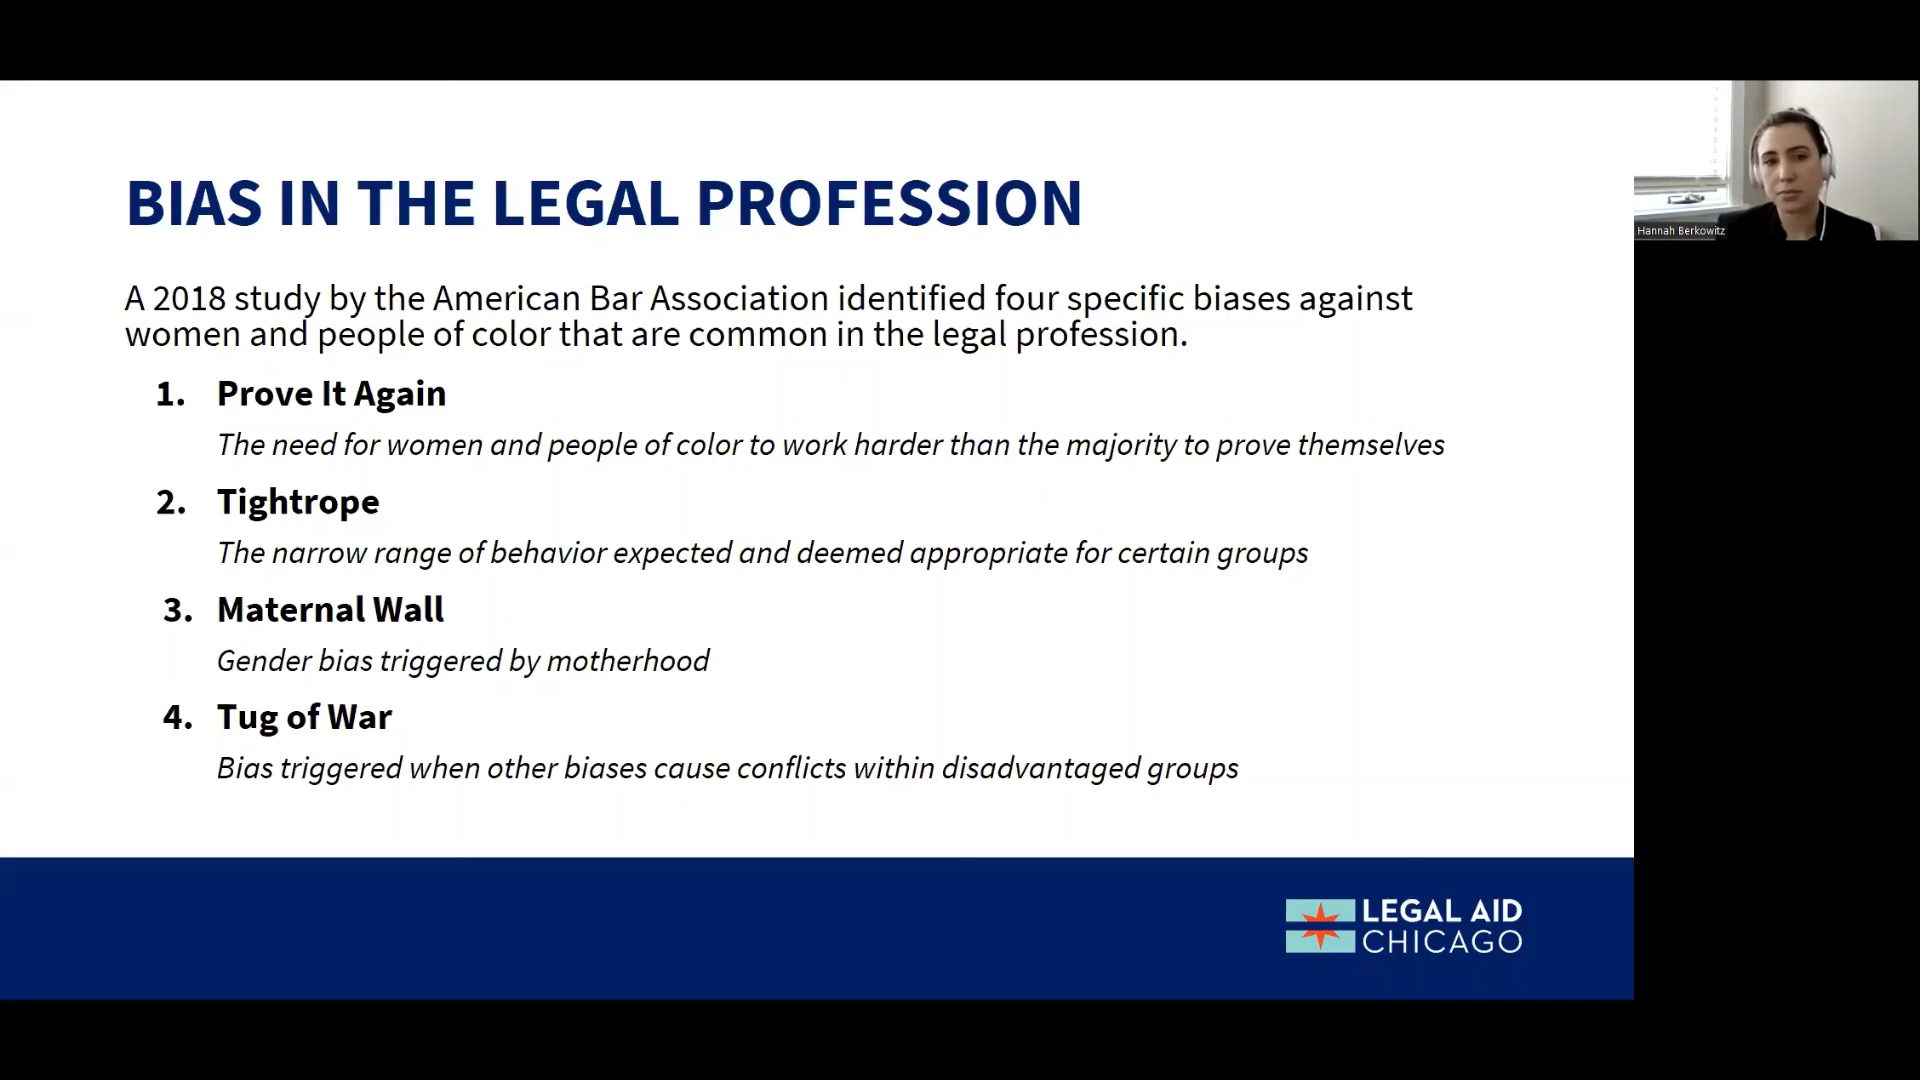 BIAS IN THE LEGAL PROFESSION
A 2018 study by the American Bar Association identified four specific biases against
women and people of color that are common in the legal profession.
1. Prove It Again
The need for women and people of color to work harder than the majority to prove themselves
2. Tightrope
The narrow range of behavior expected and deemed appropriate for certain groups
3. Maternal Wall
Gender bias triggered by motherhood
4. Tug of War
Bias triggered when other biases cause conflicts within disadvantaged groups
LEGAL AID
CHICAGO
Hannah Berkowitz